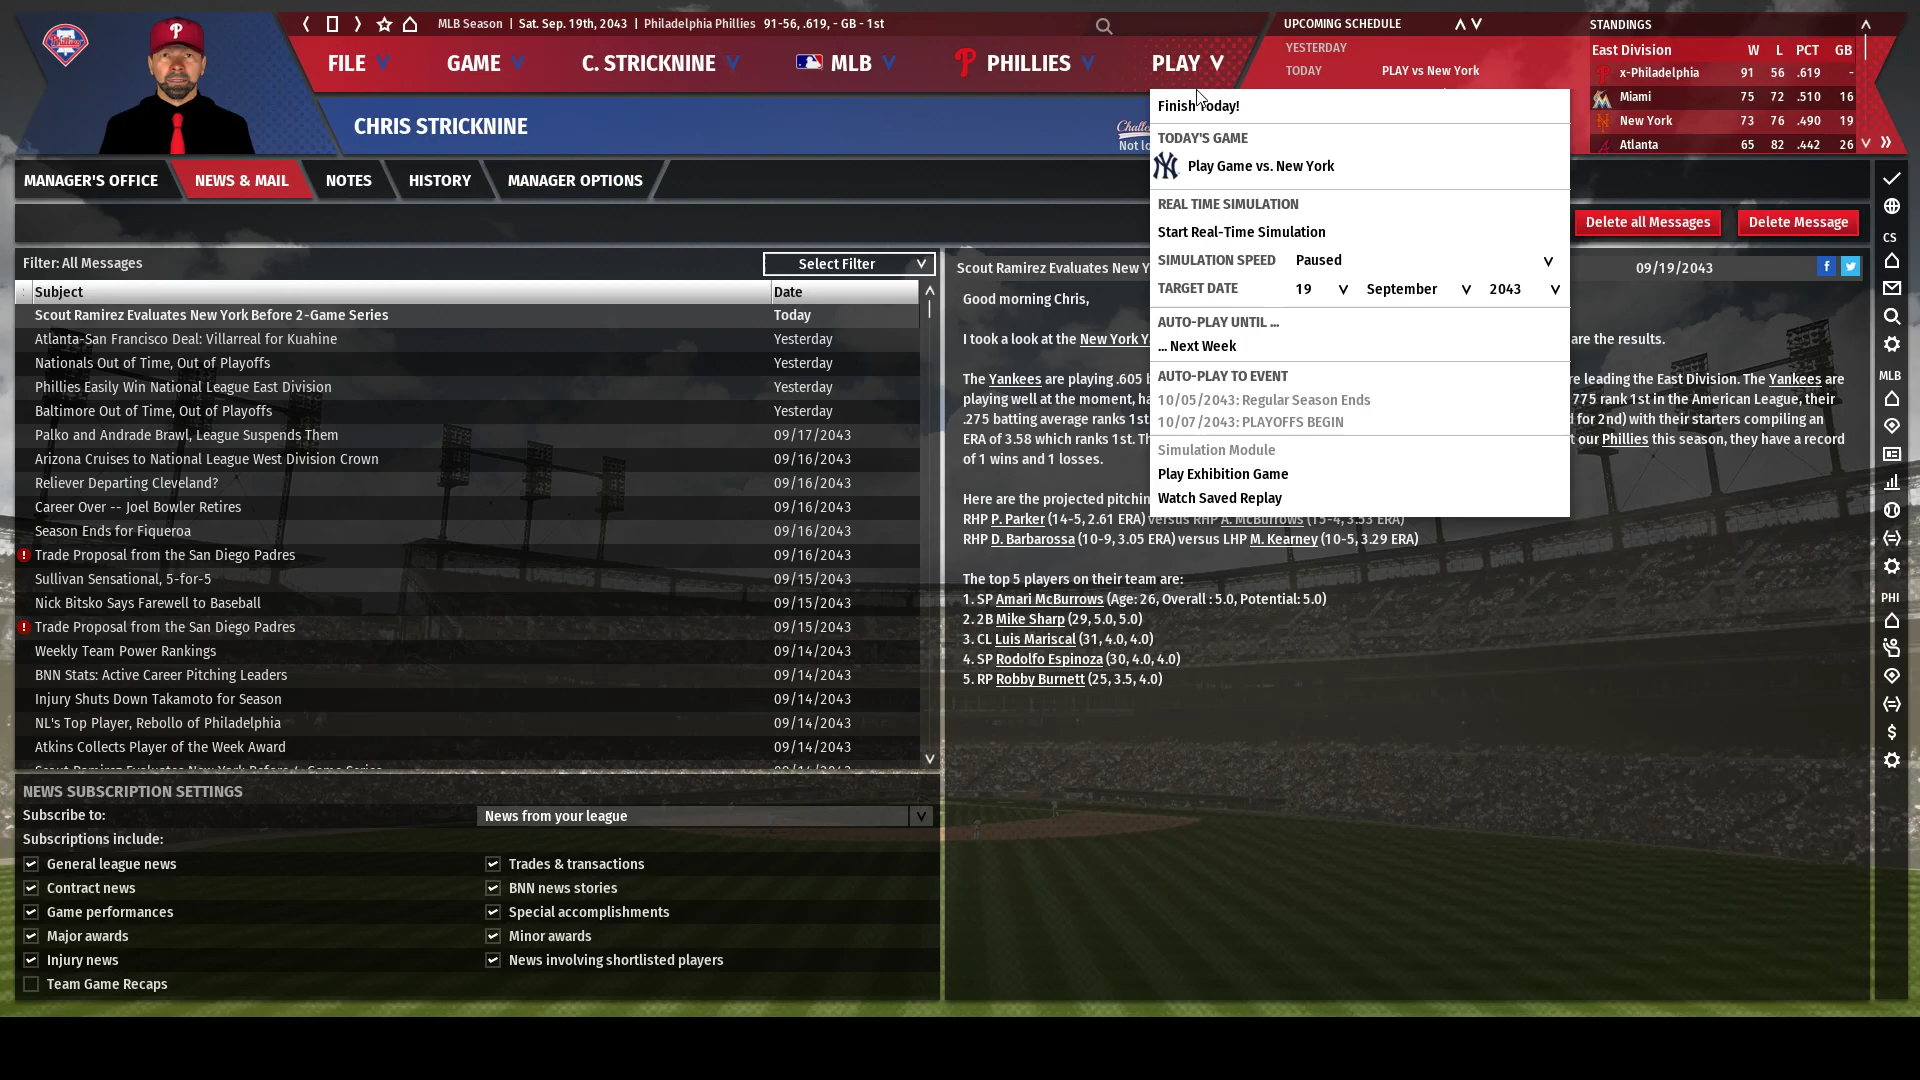 MLB Season | Sat. Sep. 19th, 2043 | Philadelphia Phillies 91-56, .619, - GB - 1st
FILE GAME C. STRICKNINE MLB PHILLIES PLAY
CHRIS STRICKNINE
UPCOMING SCHEDULE
YESTERDAY
TODAY PLAY vs New York
STANDINGS
East Division W L PCT GB
x-Philadelphia 91 56 .619 -
Miami 75 72 .510 16
New York 73 76 .490 19
Atlanta 65 82 .442 26
MANAGER'S OFFICE NEWS & MAIL NOTES HISTORY MANAGER OPTIONS
Delete all Messages Delete Message
Finish Today!
TODAY'S GAME
Play Game vs. New York
REAL TIME SIMULATION
Start Real-Time Simulation
SIMULATION SPEED Paused
TARGET DATE 19 September 2043
AUTO-PLAY UNTIL ...
... Next Week
AUTO-PLAY TO EVENT
10/05/2043: Regular Season Ends
10/07/2043: PLAYOFFS BEGIN
Simulation Module
Play Exhibition Game
Watch Saved Replay
Filter: All Messages Select Filter
Subject Date
Scout Ramirez Evaluates New York Before 2-Game Series Today
Atlanta-San Francisco Deal: Villarreal for Kuahine Yesterday
Nationals Out of Time, Out of Playoffs Yesterday
Phillies Easily Win National League East Division Yesterday
Baltimore Out of Time, Out of Playoffs Yesterday
Palko and Andrade Brawl, League Suspends Them 09/17/2043
Arizona Cruises to National League West Division Crown 09/16/2043
Reliever Departing Cleveland? 09/16/2043
Career Over -- Joel Bowler Retires 09/16/2043
Season Ends for Fiqueroa 09/16/2043
Trade Proposal from the San Diego Padres 09/16/2043
Sullivan Sensational, 5-for-5 09/15/2043
Nick Bitsko Says Farewell to Baseball 09/15/2043
Trade Proposal from the San Diego Padres 09/15/2043
Weekly Team Power Rankings 09/14/2043
BNN Stats: Active Career Pitching Leaders 09/14/2043
Injury Shuts Down Takamoto for Season 09/14/2043
NL's Top Player, Rebollo of Philadelphia 09/14/2043
Atkins Collects Player of the Week Award 09/14/2043
NEWS SUBSCRIPTION SETTINGS
Subscribe to: News from your league
Subscriptions include:
General league news Trades & transactions
Contract news BNN news stories
Game performances Special accomplishments
Major awards Minor awards
Injury news News involving shortlisted players
Team Game Recaps
Scout Ramirez Evaluates New Y 09/19/2043
Good morning Chris,
I took a look at the New York Y are the results.
The Yankees are playing .605 re leading the East Division. The Yankees are
playing well at the moment, ha 775 rank 1st in the American League, their
.275 batting average ranks 1st d for 2nd) with their starters compiling an
ERA of 3.58 which ranks 1st. Th t our Phillies this season, they have a record
of 1 wins and 1 losses.
Here are the projected pitchin
RHP P. Parker (14-5, 2.61 ERA) versus RHP A. McBurrows (15-4, 3.53 ERA)
RHP D. Barbarossa (10-9, 3.05 ERA) versus LHP M. Kearney (10-5, 3.29 ERA)
The top 5 players on their team are:
1. SP Amari McBurrows (Age: 26, Overall : 5.0, Potential: 5.0)
2. 2B Mike Sharp (29, 5.0, 5.0)
3. CL Luis Mariscal (31, 4.0, 4.0)
4. SP Rodolfo Espinoza (30, 4.0, 4.0)
5. RP Robby Burnett (25, 3.5, 4.0)
CS
MLB
PHI